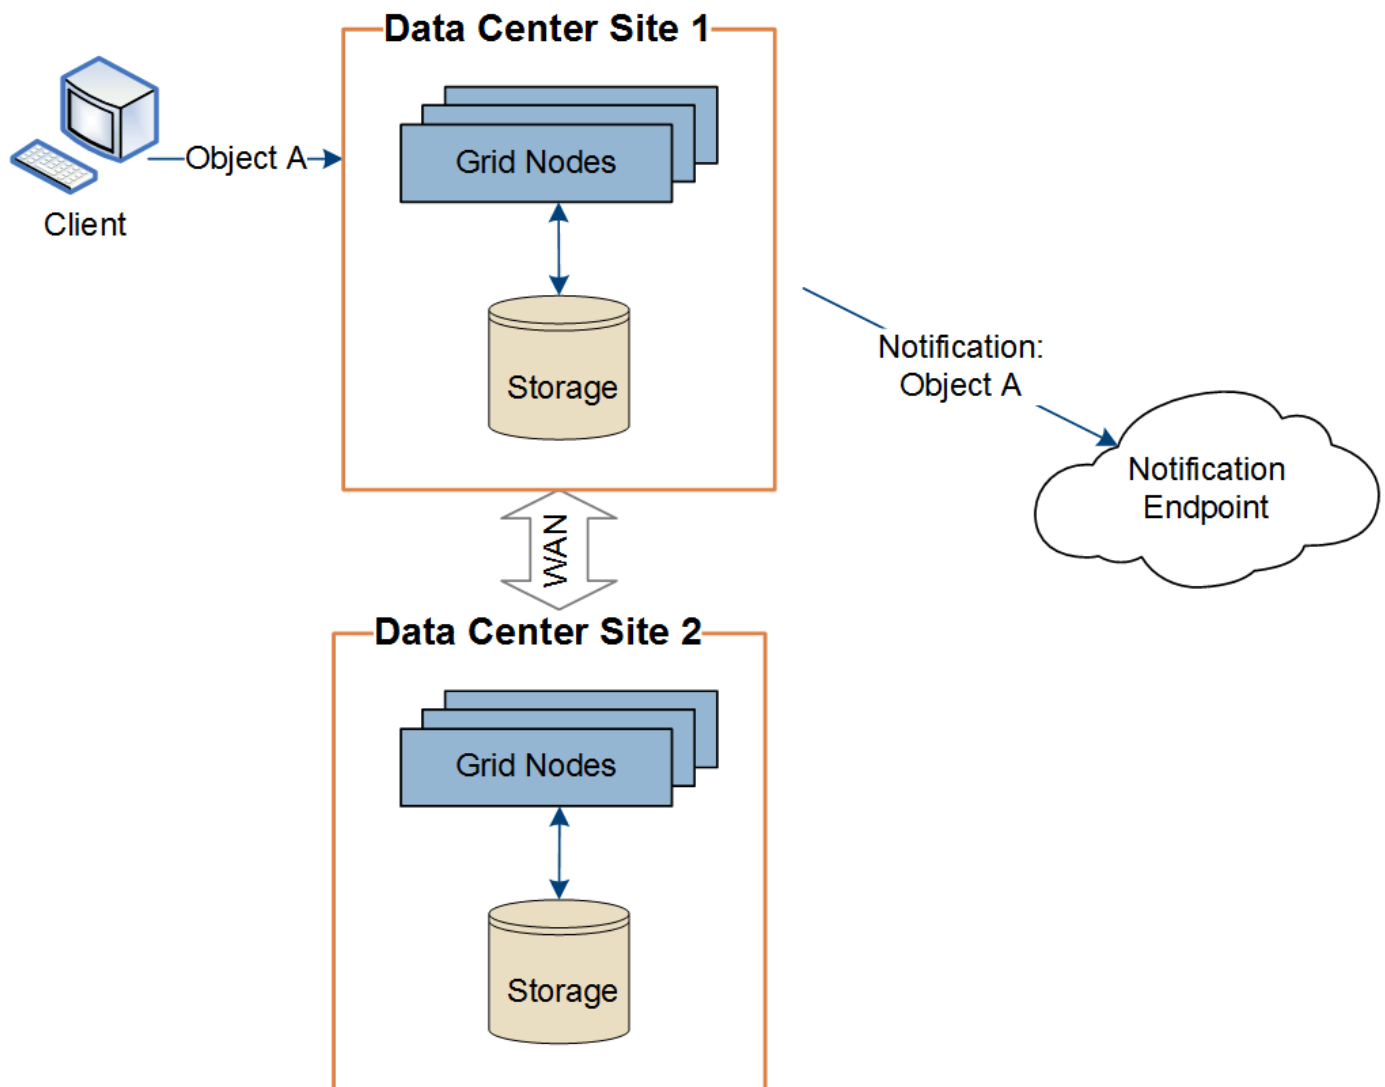 Data Center Site 1
Object A
Client
Grid Nodes
Storage
Notification:
Object A
Notification
Endpoint
WAN
Data Center Site 2
Grid Nodes
Storage